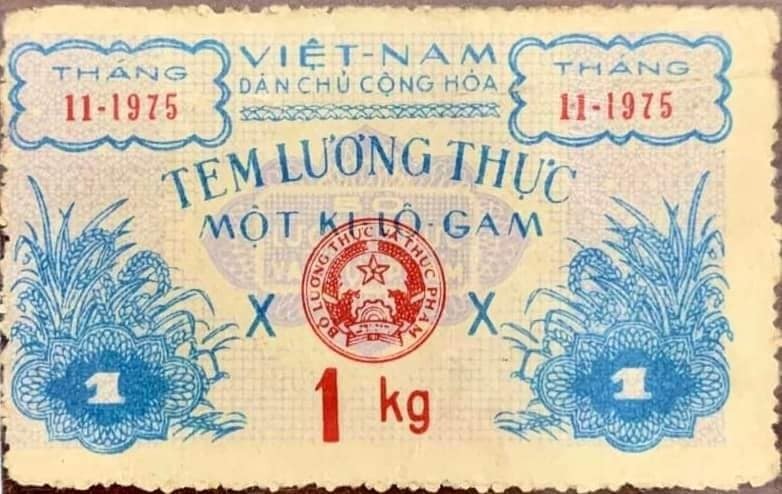 VIỆT-NAM
DÂN CHỦ CỘNG HÒA
THÁNG
11-1975
THÁNG
11-1975
TEM LƯƠNG THỰC
MỘT KI-LÔ-GAM
BỘ LƯƠNG THỰC VÀ THỰC PHẨM
X X
1 1
1 kg